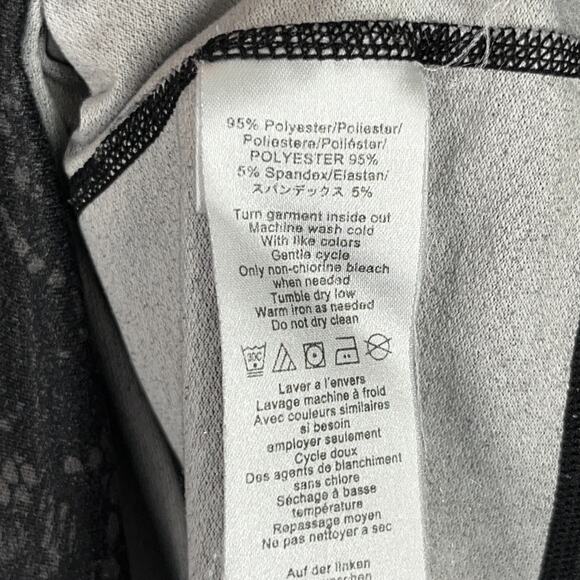 95% Polyester/Poliester/
Poliestere/Poliéster/
POLYESTER 95%
5% Spandex/Elastan/
スパンデックス 5%
Turn garment inside out
Machine wash cold
With like colors
Gentle cycle
Only non-chlorine bleach
when needed
Tumble dry low
Warm iron as needed
Do not dry clean
30C
Laver a l'envers
Lavage machine à froid
Avec couleurs similaires
si besoin
employer seulement
Cycle doux
Des agents de blanchiment
sans chlore
Séchage à basse
température
Repassage moyen
No pas nettoyer a sec
Auf der linken